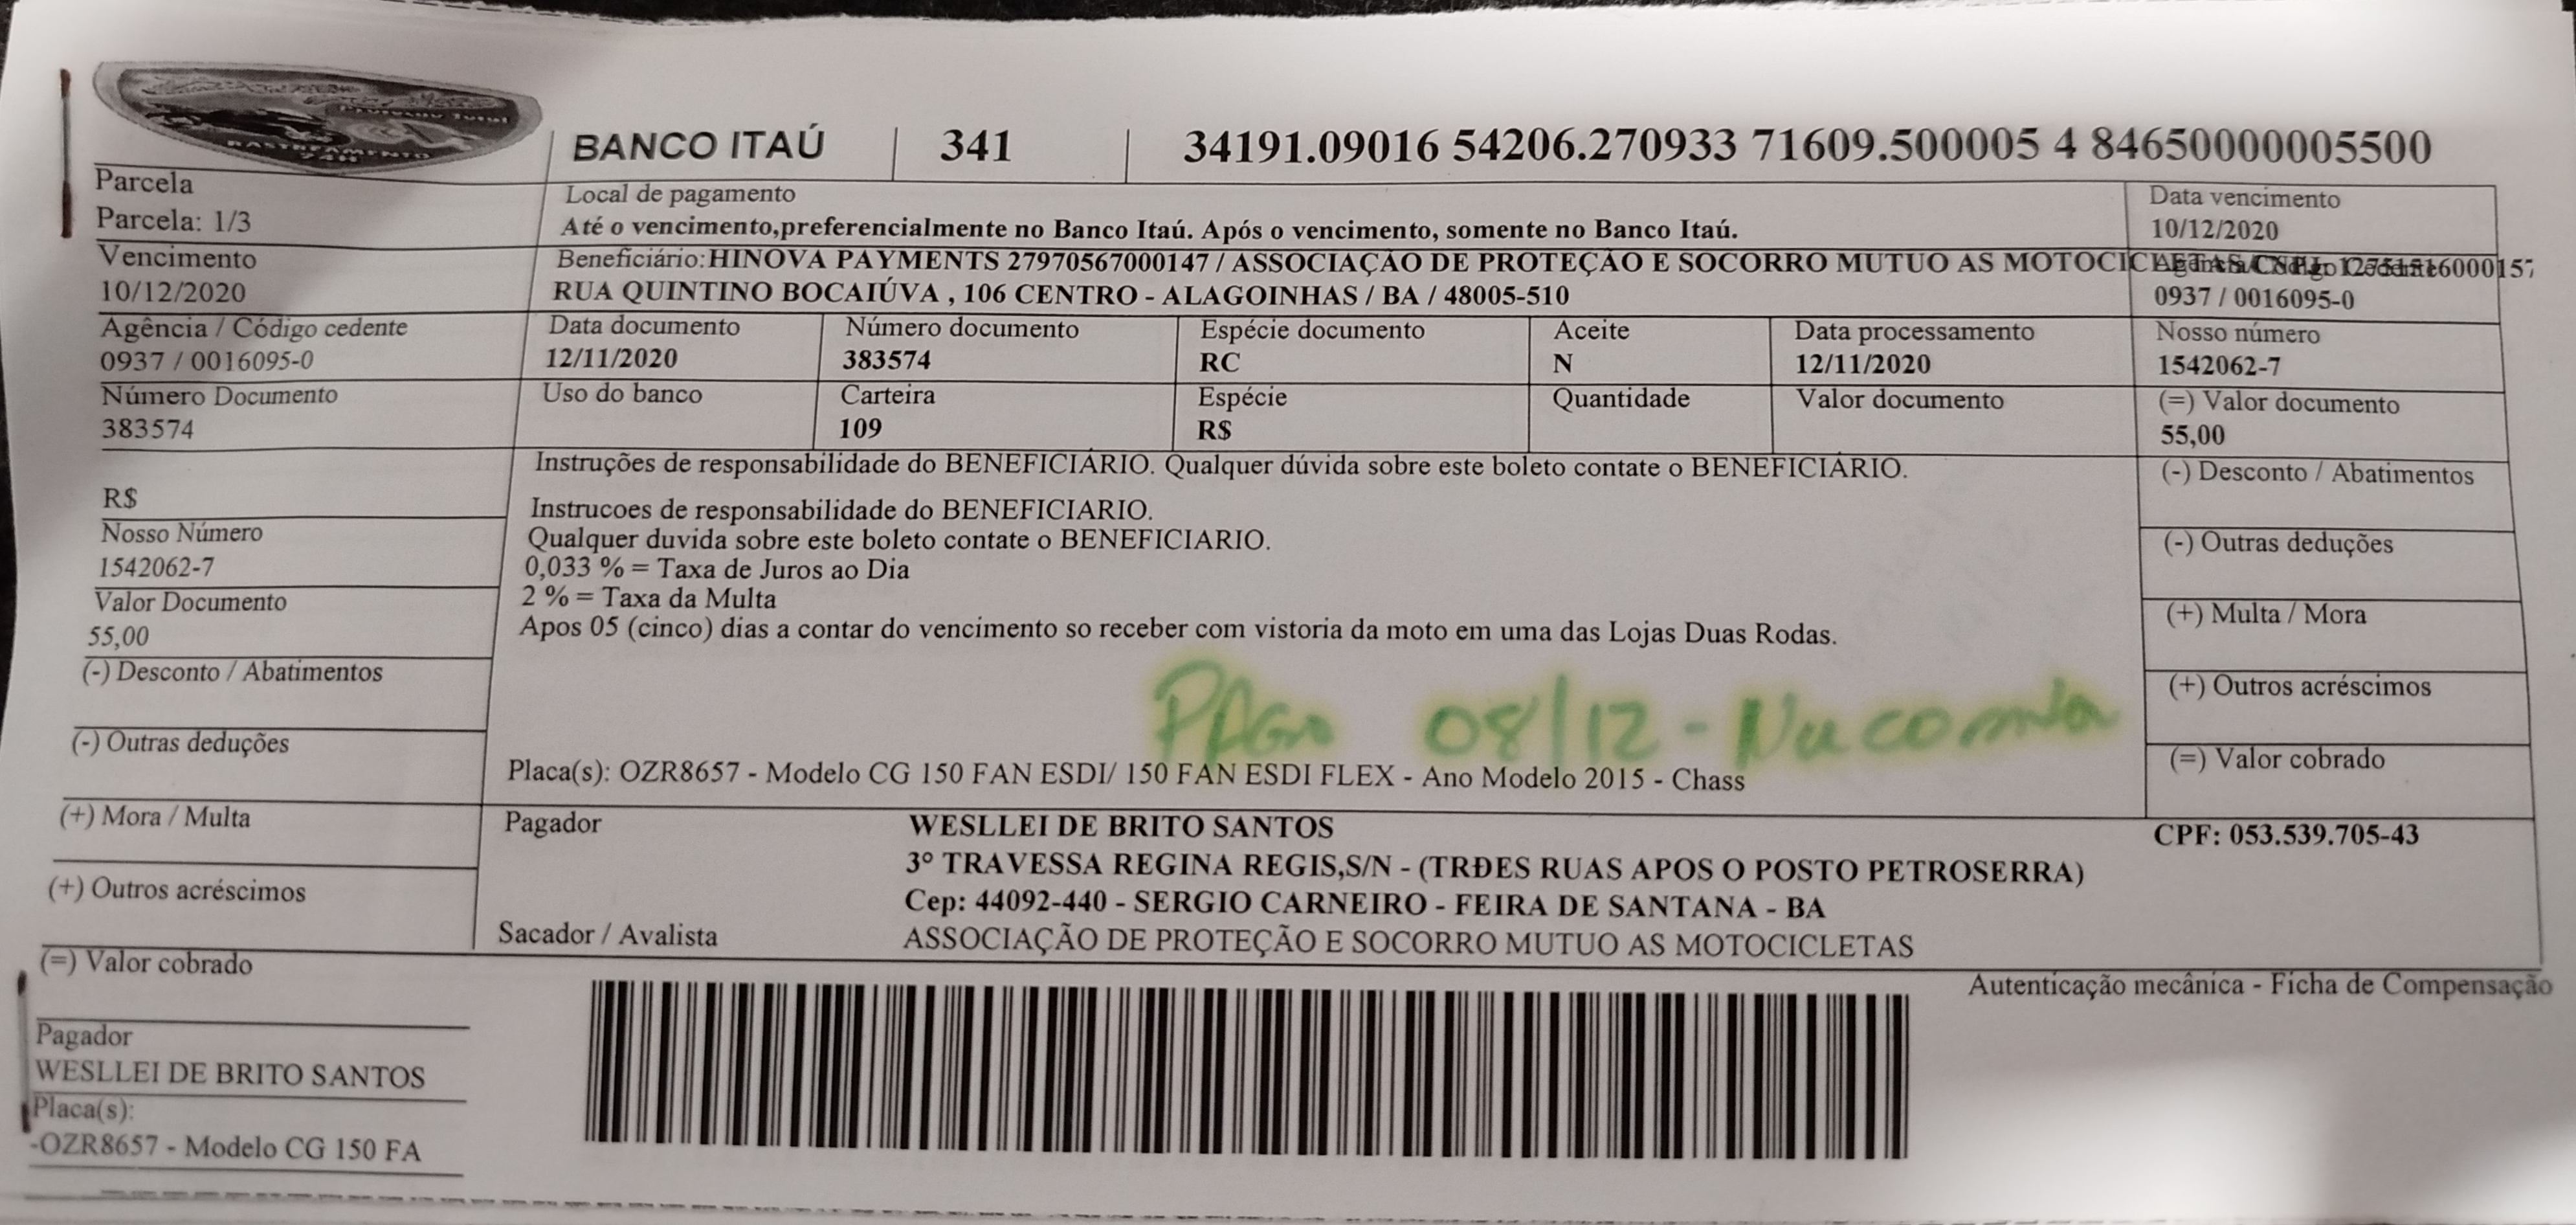 RASTREAMENTO
24H
BANCO ITAÚ 341 34191.09016 54206.270933 71609.500005 4 84650000005500
Parcela
Parcela: 1/3
Vencimento
10/12/2020
Agência / Código cedente
0937 / 0016095-0
Número Documento
383574
R$
Nosso Número
1542062-7
Valor Documento
55,00
(-) Desconto / Abatimentos
(-) Outras deduções
(+) Mora / Multa
(+) Outros acréscimos
(=) Valor cobrado
Pagador
WESLLEI DE BRITO SANTOS
Placa(s):
-OZR8657 - Modelo CG 150 FA
Local de pagamento
Até o vencimento,preferencialmente no Banco Itaú. Após o vencimento, somente no Banco Itaú.
Data vencimento
10/12/2020
Beneficiário:HINOVA PAYMENTS 27970567000147 / ASSOCIAÇÃO DE PROTEÇÃO E SOCORRO MUTUO AS MOTOCICLETAS
RUA QUINTINO BOCAIÚVA , 106 CENTRO - ALAGOINHAS / BA / 48005-510
0937 / 0016095-0
Data documento Número documento Espécie documento Aceite Data processamento Nosso número
12/11/2020 383574 RC N 12/11/2020 1542062-7
Uso do banco Carteira Espécie Quantidade Valor documento (=) Valor documento
109 R$ 55,00
Instruções de responsabilidade do BENEFICIÁRIO. Qualquer dúvida sobre este boleto contate o BENEFICIÁRIO.
Instrucoes de responsabilidade do BENEFICIARIO.
Qualquer duvida sobre este boleto contate o BENEFICIARIO.
0,033 % = Taxa de Juros ao Dia
2 % = Taxa da Multa
Apos 05 (cinco) dias a contar do vencimento so receber com vistoria da moto em uma das Lojas Duas Rodas.
PAGO 08/12 - Nu conta
Placa(s): OZR8657 - Modelo CG 150 FAN ESDI/ 150 FAN ESDI FLEX - Ano Modelo 2015 - Chass
(-) Desconto / Abatimentos
(-) Outras deduções
(+) Multa / Mora
(+) Outros acréscimos
(=) Valor cobrado
Pagador WESLLEI DE BRITO SANTOS CPF: 053.539.705-43
3° TRAVESSA REGINA REGIS,S/N - (TRÐES RUAS APOS O POSTO PETROSERRA)
Cep: 44092-440 - SERGIO CARNEIRO - FEIRA DE SANTANA - BA
Sacador / Avalista ASSOCIAÇÃO DE PROTEÇÃO E SOCORRO MUTUO AS MOTOCICLETAS
Autenticação mecânica - Ficha de Compensação